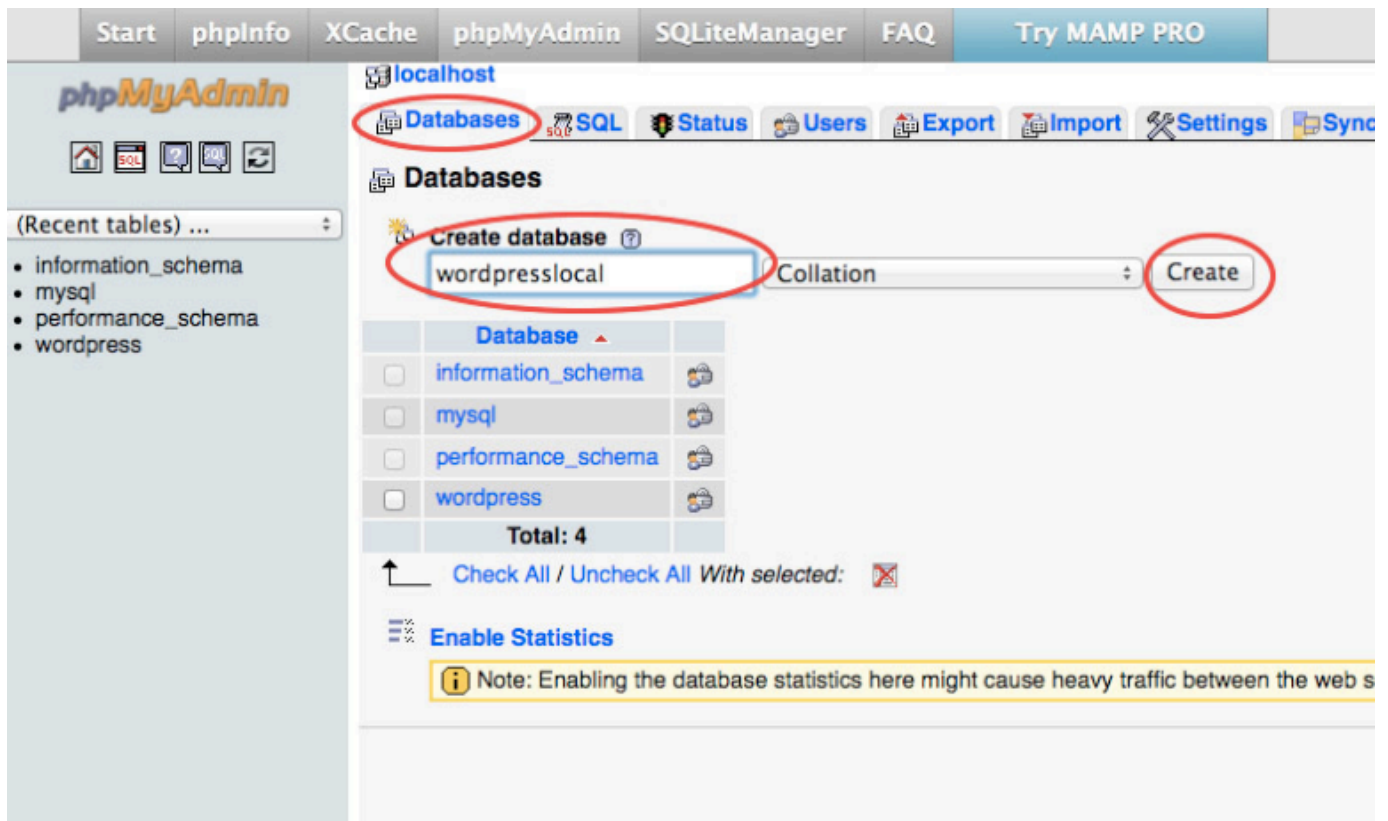 Start phpInfo XCache phpMyAdmin SQLiteManager FAQ Try MAMP PRO
phpMyAdmin
SQL SQL
(Recent tables) ...
information_schema
mysql
performance_schema
wordpress
localhost
Databases SQL Status Users Export Import Settings Sync
Databases
Create database
wordpresslocal Collation Create
Database
information_schema
mysql
performance_schema
wordpress
Total: 4
Check All / Uncheck All With selected:
Enable Statistics
Note: Enabling the database statistics here might cause heavy traffic between the web s